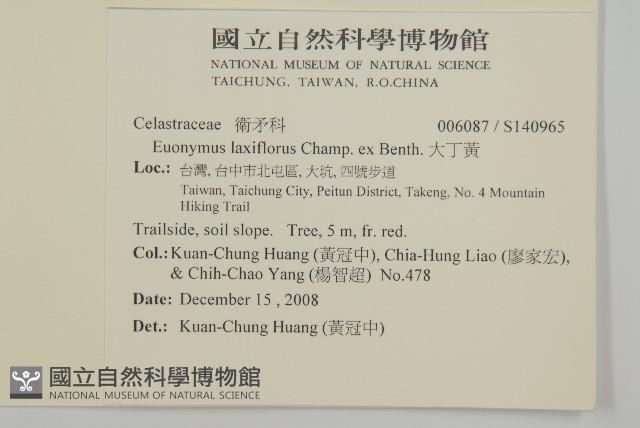 國立自然科學博物館
NATIONAL MUSEUM OF NATURAL SCIENCE
TAICHUNG, TAIWAN, R.O.CHINA
Celastraceae 衛矛科 006087 / S140965
Euonymus laxiflorus Champ. ex Benth. 大丁黃
Loc.: 台灣, 台中市北屯區, 大坑, 四號步道
Taiwan, Taichung City, Peitun District, Takeng, No. 4 Mountain
Hiking Trail
Trailside, soil slope. Tree, 5 m, fr. red.
Col.: Kuan-Chung Huang (黃冠中), Chia-Hung Liao (廖家宏),
& Chih-Chao Yang (楊智超) No.478
Date: December 15 , 2008
Det.: Kuan-Chung Huang (黃冠中)
國立自然科學博物館
NATIONAL MUSEUM OF NATURAL SCIENCE